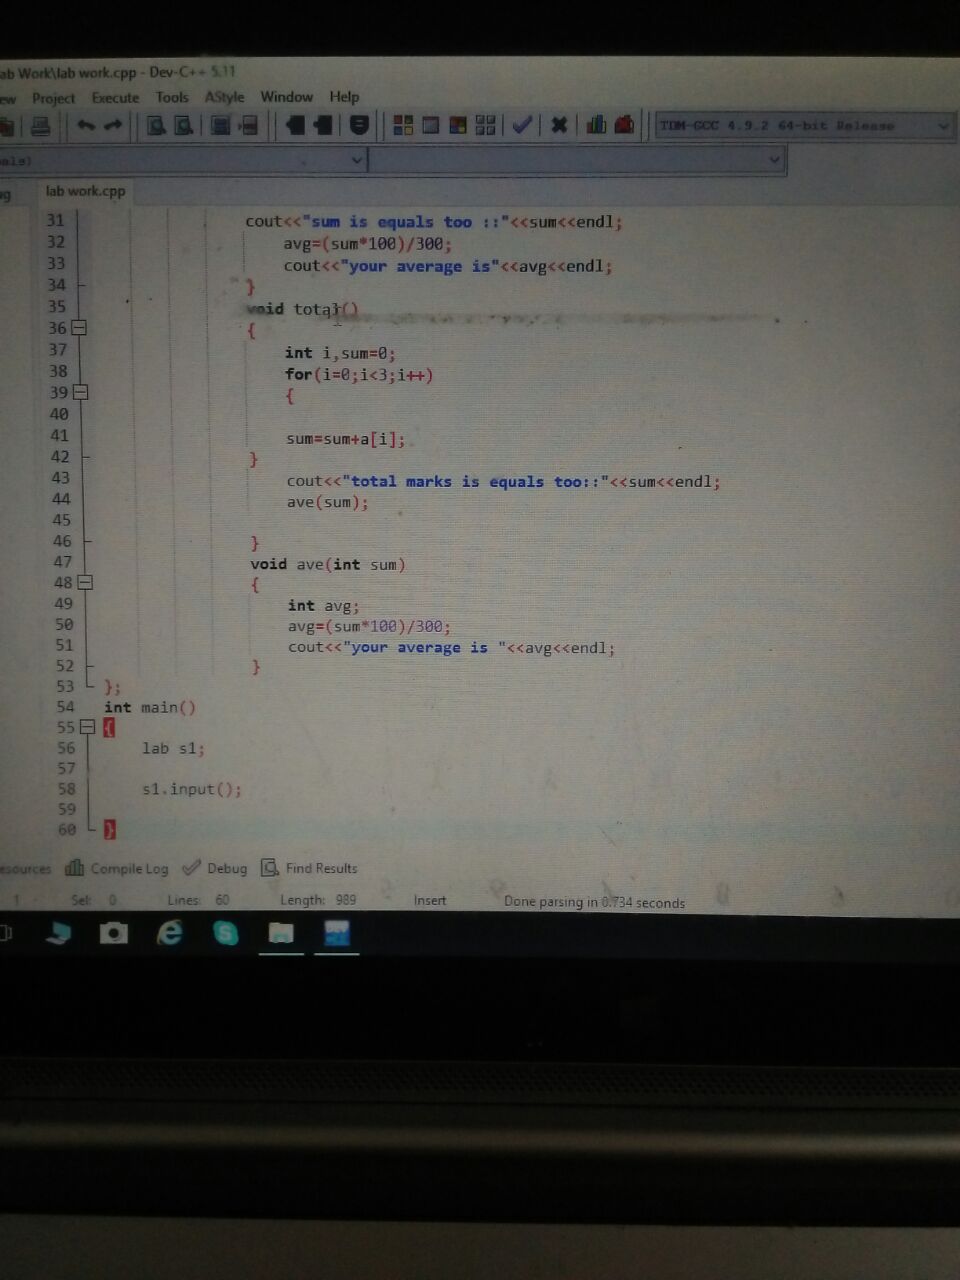 ab Work\lab work.cpp - Dev-C++ 5.11
ew Project Execute Tools AStyle Window Help
TDM-GCC 4.9.2 64-bit Release
als)
ug lab work.cpp
31 cout<<"sum is equals too ::"<<sum<<endl;
32 avg=(sum*100)/300;
33 cout<<"your average is"<<avg<<endl;
34 }
35 void total()
36 {
37 int i,sum=0;
38 for(i=0;i<3;i++)
39 {
40
41 sum=sum+a[i];
42 }
43 cout<<"total marks is equals too::"<<sum<<endl;
44 ave(sum);
45
46 }
47 void ave(int sum)
48 {
49 int avg;
50 avg=(sum*100)/300;
51 cout<<"your average is "<<avg<<endl;
52 }
53 };
54 int main()
55 {
56 lab s1;
57
58 s1.input();
59
60 }
esources Compile Log Debug Find Results
1 Sel: 0 Lines: 60 Length: 989 Insert Done parsing in 0.734 seconds
DEV